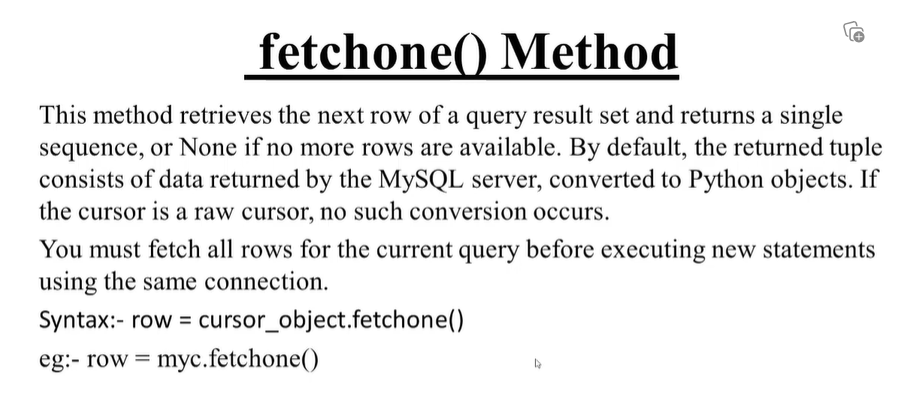 fetchone() Method
This method retrieves the next row of a query result set and returns a single
sequence, or None if no more rows are available. By default, the returned tuple
consists of data returned by the MySQL server, converted to Python objects. If
the cursor is a raw cursor, no such conversion occurs.
You must fetch all rows for the current query before executing new statements
using the same connection.
Syntax:- row = cursor_object.fetchone()
eg:- row = myc.fetchone()